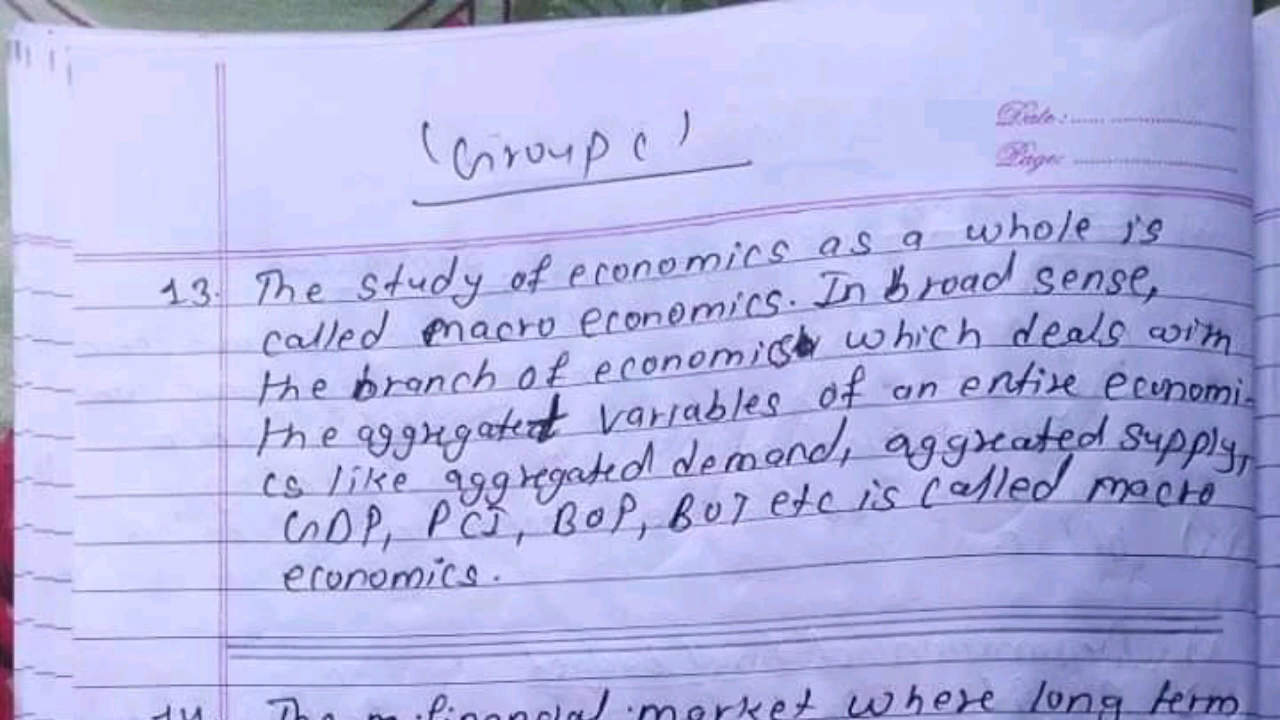 (Group c)
Date: ..... ....................
Page: ..........................
13. The study of economics as a whole is
called macro economics. In broad sense,
the branch of economics which deals with
the aggregated variables of an entire economi-
cs like aggregated demand, aggreated supply,
GDP, PCI, BOP, BOT etc is called macro
economics.
14. The financial market where long term